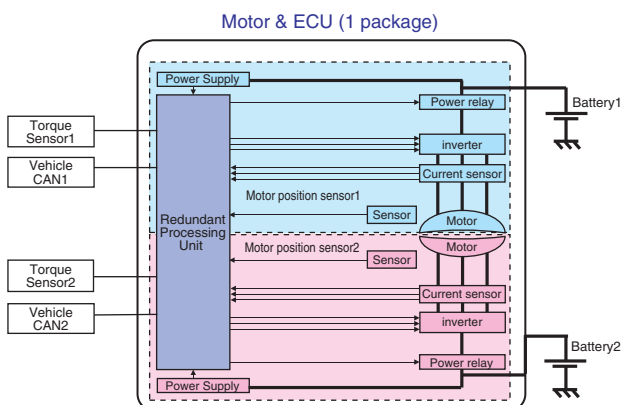 Motor & ECU (1 package)
Power Supply
Power relay
Battery1
Torque
Sensor1
inverter
Vehicle
CAN1
Current sensor
Motor position sensor1
Sensor
Motor
Redundant
Processing
Unit
Motor position sensor2
Motor
Sensor
Torque
Sensor2
Current sensor
Vehicle
CAN2
inverter
Battery2
Power relay
Power Supply